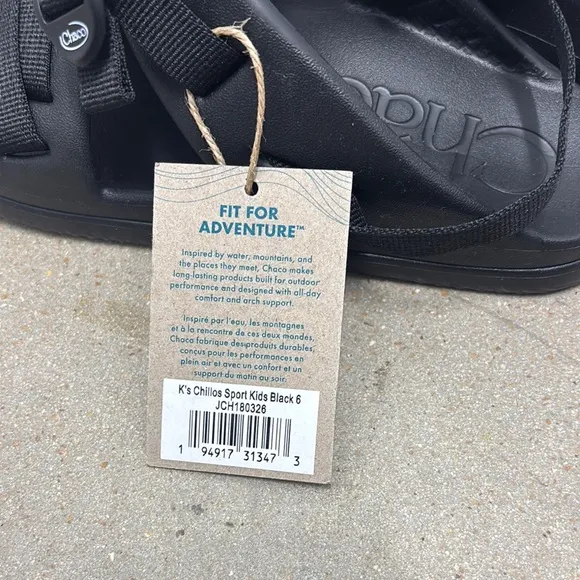 Chaco
Chaco
FIT FOR
ADVENTURE™
Inspired by water, mountains, and
the places they meet, Chaco makes
long-lasting products built for outdoor
performance and designed with all-day
comfort and arch support.
Inspiré par l'eau, les montagnes
et à la rencontre de ces deux mondes,
Chaco fabrique des produits durables,
conçus pour les performances en
plein air et avec un confort et un
support du matin au soir.
K's Chillos Sport Kids Black 6
JCH180326
1 94917 31347 3